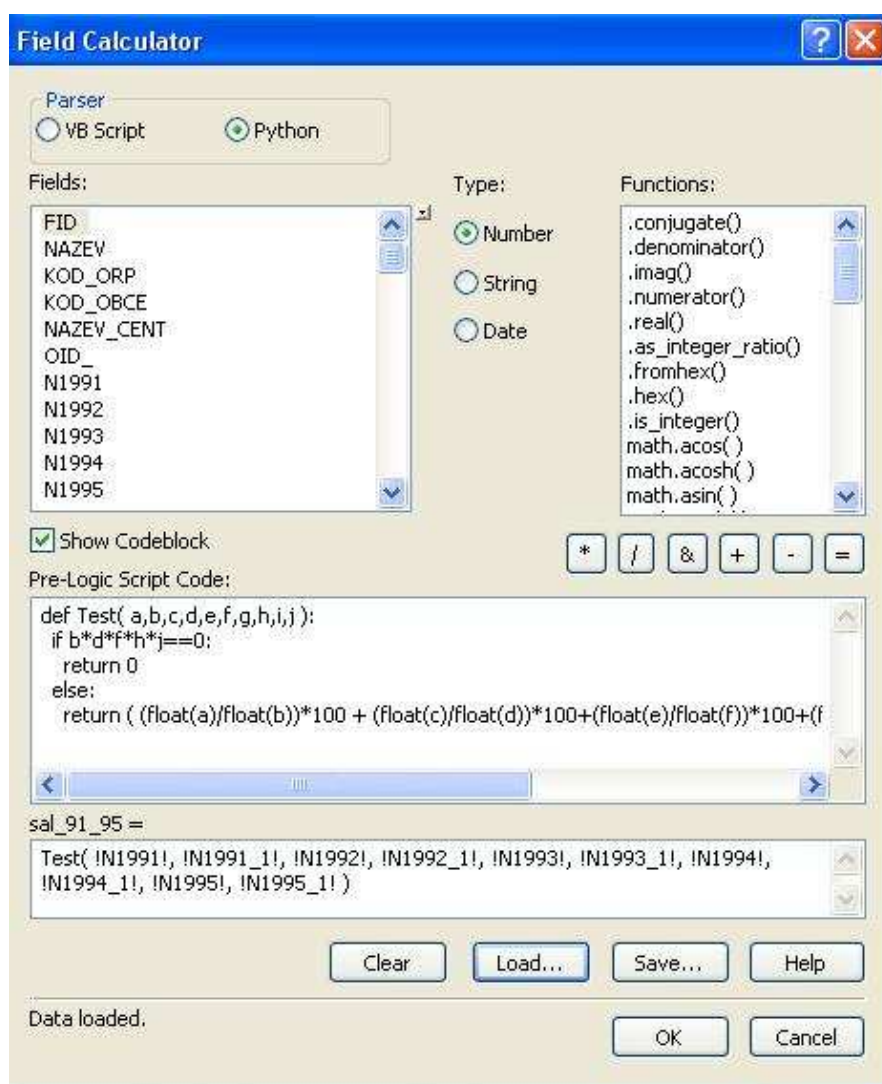 Field Calculator
Parser
VB Script
Python
Fields:
Type:
Functions:
FID
NAZEV
KOD_ORP
KOD_OBCE
NAZEV_CENT
OID_
N1991
N1992
N1993
N1994
N1995
Number
String
Date
.conjugate()
.denominator()
.imag()
.numerator()
.real()
.as_integer_ratio()
.fromhex()
.hex()
.is_integer()
math.acos( )
math.acosh( )
math.asin( )
Show Codeblock
* / & + - =
Pre-Logic Script Code:
def Test( a,b,c,d,e,f,g,h,i,j ):
if b*d*f*h*j==0:
return 0
else:
return ( (float(a)/float(b))*100 + (float(c)/float(d))*100+(float(e)/float(f))*100+(f
sal_91_95 =
Test( !N1991!, !N1991_1!, !N1992!, !N1992_1!, !N1993!, !N1993_1!, !N1994!,
!N1994_1!, !N1995!, !N1995_1! )
Clear
Load...
Save...
Help
Data loaded.
OK
Cancel